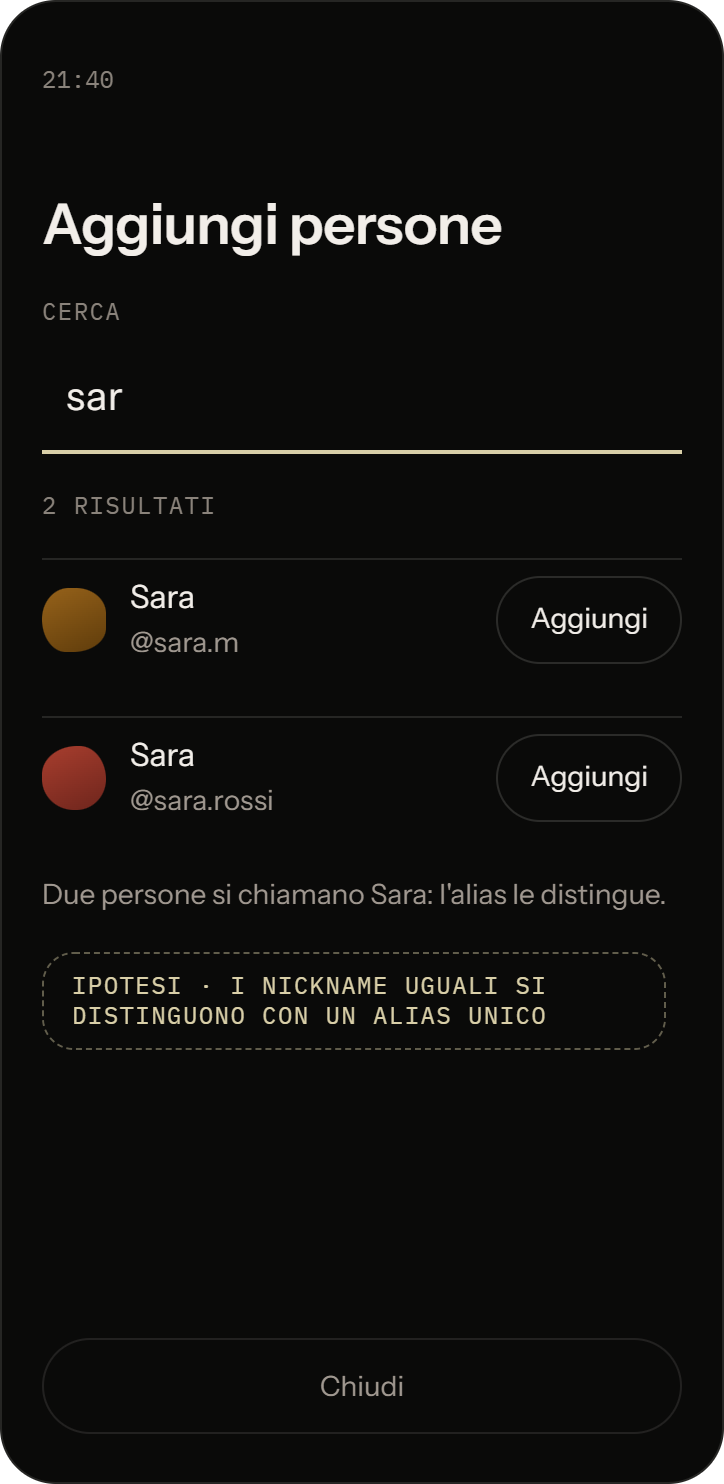 21:40
Aggiungi persone
CERCA
sar
2 RISULTATI
Sara
@sara.m
Aggiungi
Sara
@sara.rossi
Aggiungi
Due persone si chiamano Sara: l'alias le distingue.
IPOTESI · I NICKNAME UGUALI SI
DISTINGUONO CON UN ALIAS UNICO
Chiudi